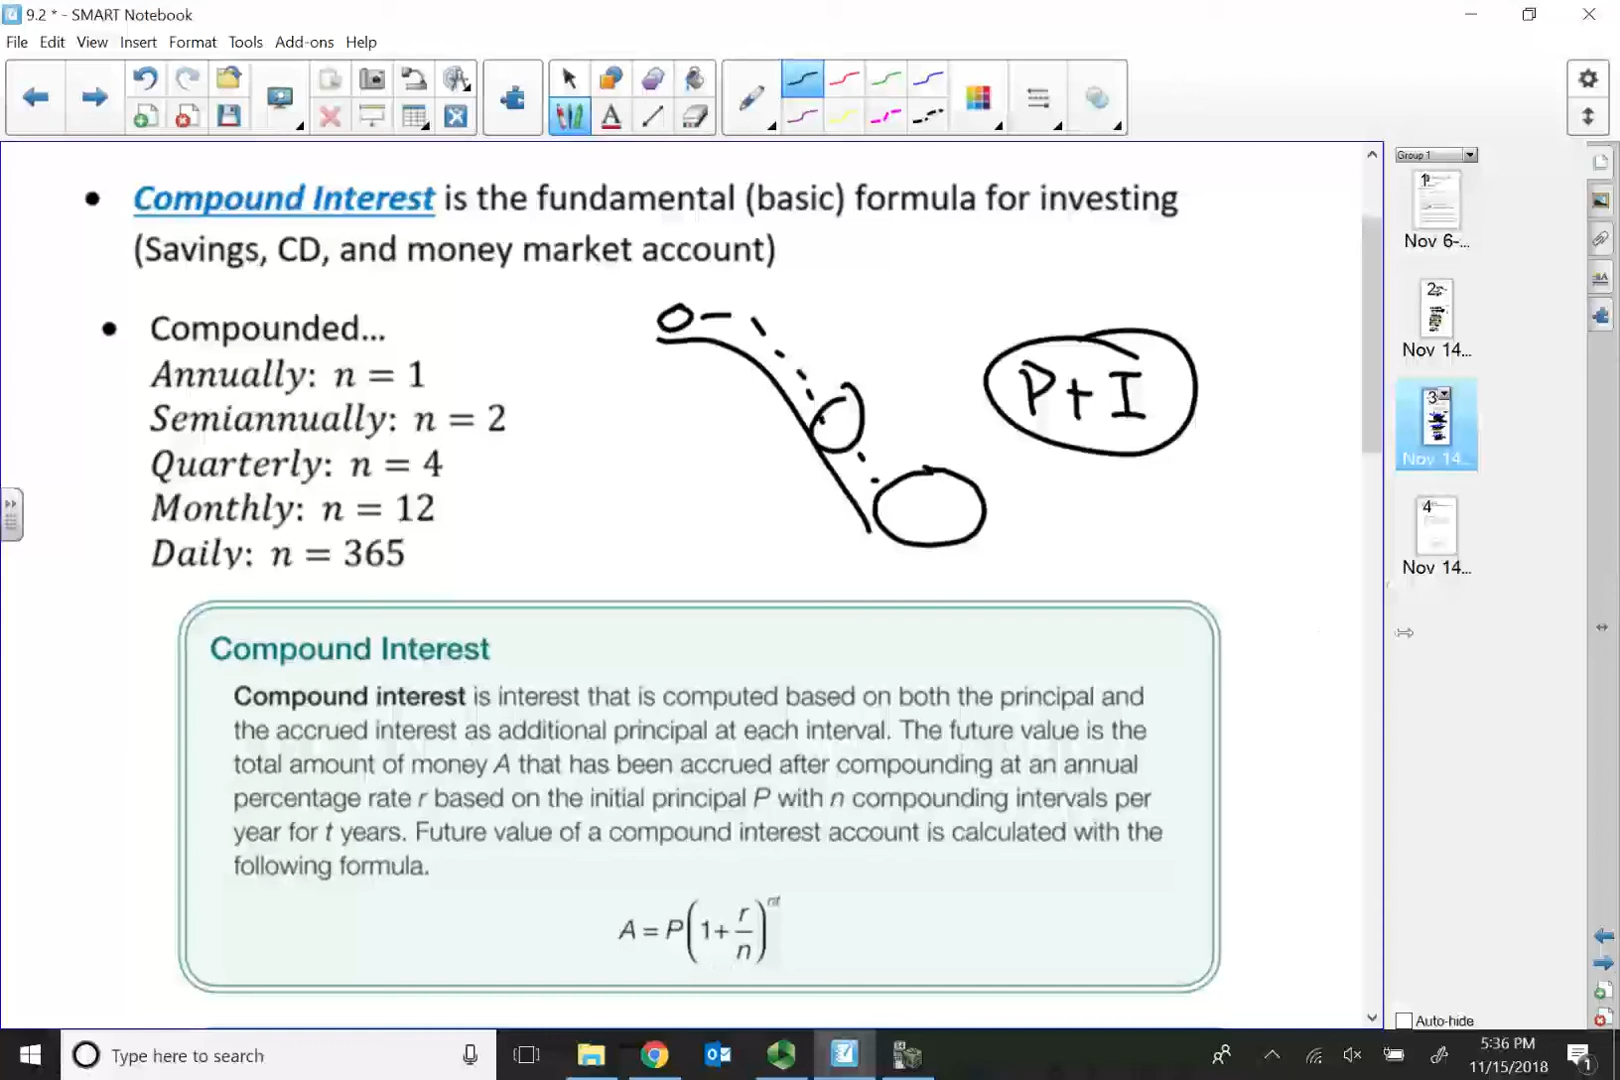 9.2 * - SMART Notebook
File Edit View Insert Format Tools Add-ons Help
• Compound Interest is the fundamental (basic) formula for investing
(Savings, CD, and money market account)
• Compounded...
Annually: n = 1
Semiannually: n = 2
Quarterly: n = 4
Monthly: n = 12
Daily: n = 365
P + I
Compound Interest
Compound interest is interest that is computed based on both the principal and
the accrued interest as additional principal at each interval. The future value is the
total amount of money A that has been accrued after compounding at an annual
percentage rate r based on the initial principal P with n compounding intervals per
year for t years. Future value of a compound interest account is calculated with the
following formula.
A = P(1+ r/n)^nt
Group 1
1
Nov 6-...
2
Nov 14...
3
Nov 14...
4
Nov 14...
Auto-hide
Type here to search
5:36 PM
11/15/2018
1